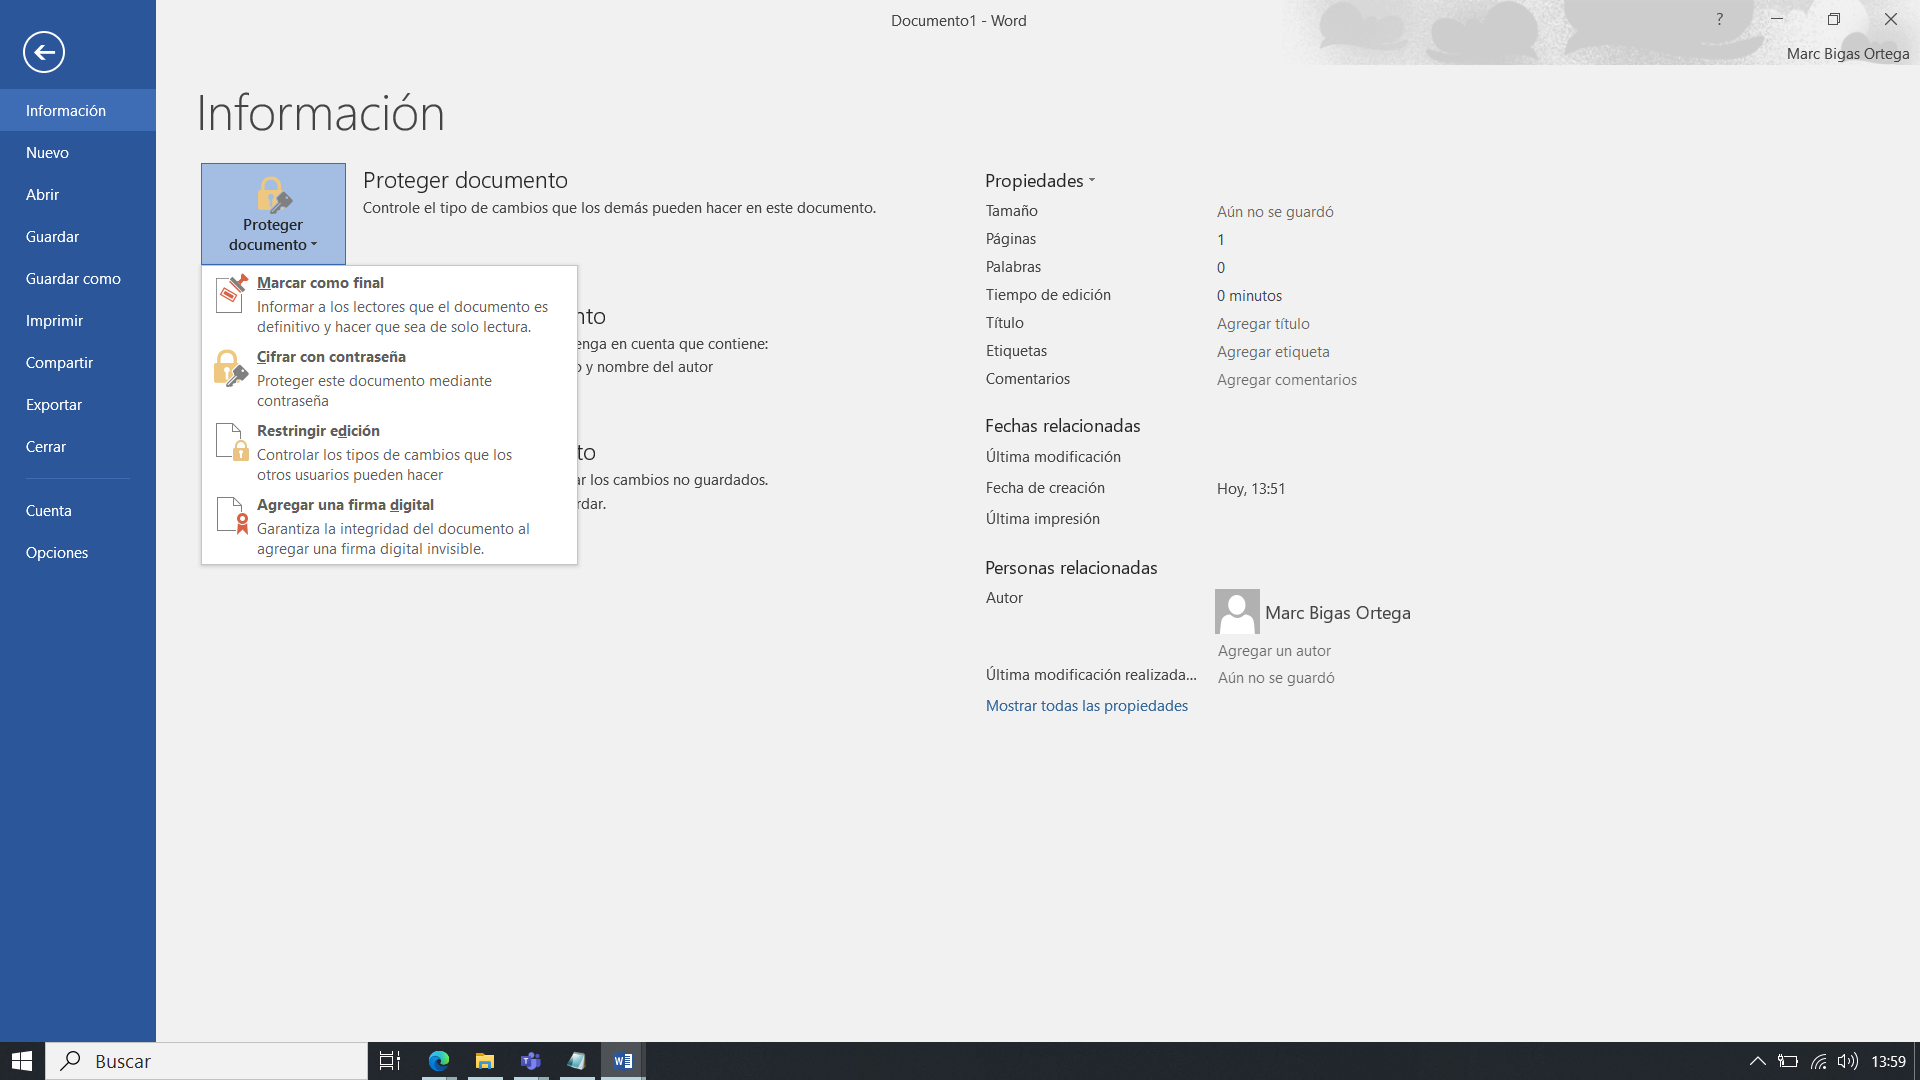 Documento1 - Word
?
Marc Bigas Ortega
Información
Nuevo
Abrir
Guardar
Guardar como
Imprimir
Compartir
Exportar
Cerrar
Cuenta
Opciones
Información
Proteger
documento
Proteger documento
Controle el tipo de cambios que los demás pueden hacer en este documento.
Marcar como final
Informar a los lectores que el documento es
definitivo y hacer que sea de solo lectura.
Cifrar con contraseña
Proteger este documento mediante
contraseña
Restringir edición
Controlar los tipos de cambios que los
otros usuarios pueden hacer
Agregar una firma digital
Garantiza la integridad del documento al
agregar una firma digital invisible.
nto
enga en cuenta que contiene:
y nombre del autor
to
ar los cambios no guardados.
rdar.
Propiedades
Tamaño Aún no se guardó
Páginas 1
Palabras 0
Tiempo de edición 0 minutos
Título Agregar título
Etiquetas Agregar etiqueta
Comentarios Agregar comentarios
Fechas relacionadas
Última modificación
Fecha de creación Hoy, 13:51
Última impresión
Personas relacionadas
Autor Marc Bigas Ortega
Agregar un autor
Última modificación realizada... Aún no se guardó
Mostrar todas las propiedades
Buscar
13:59